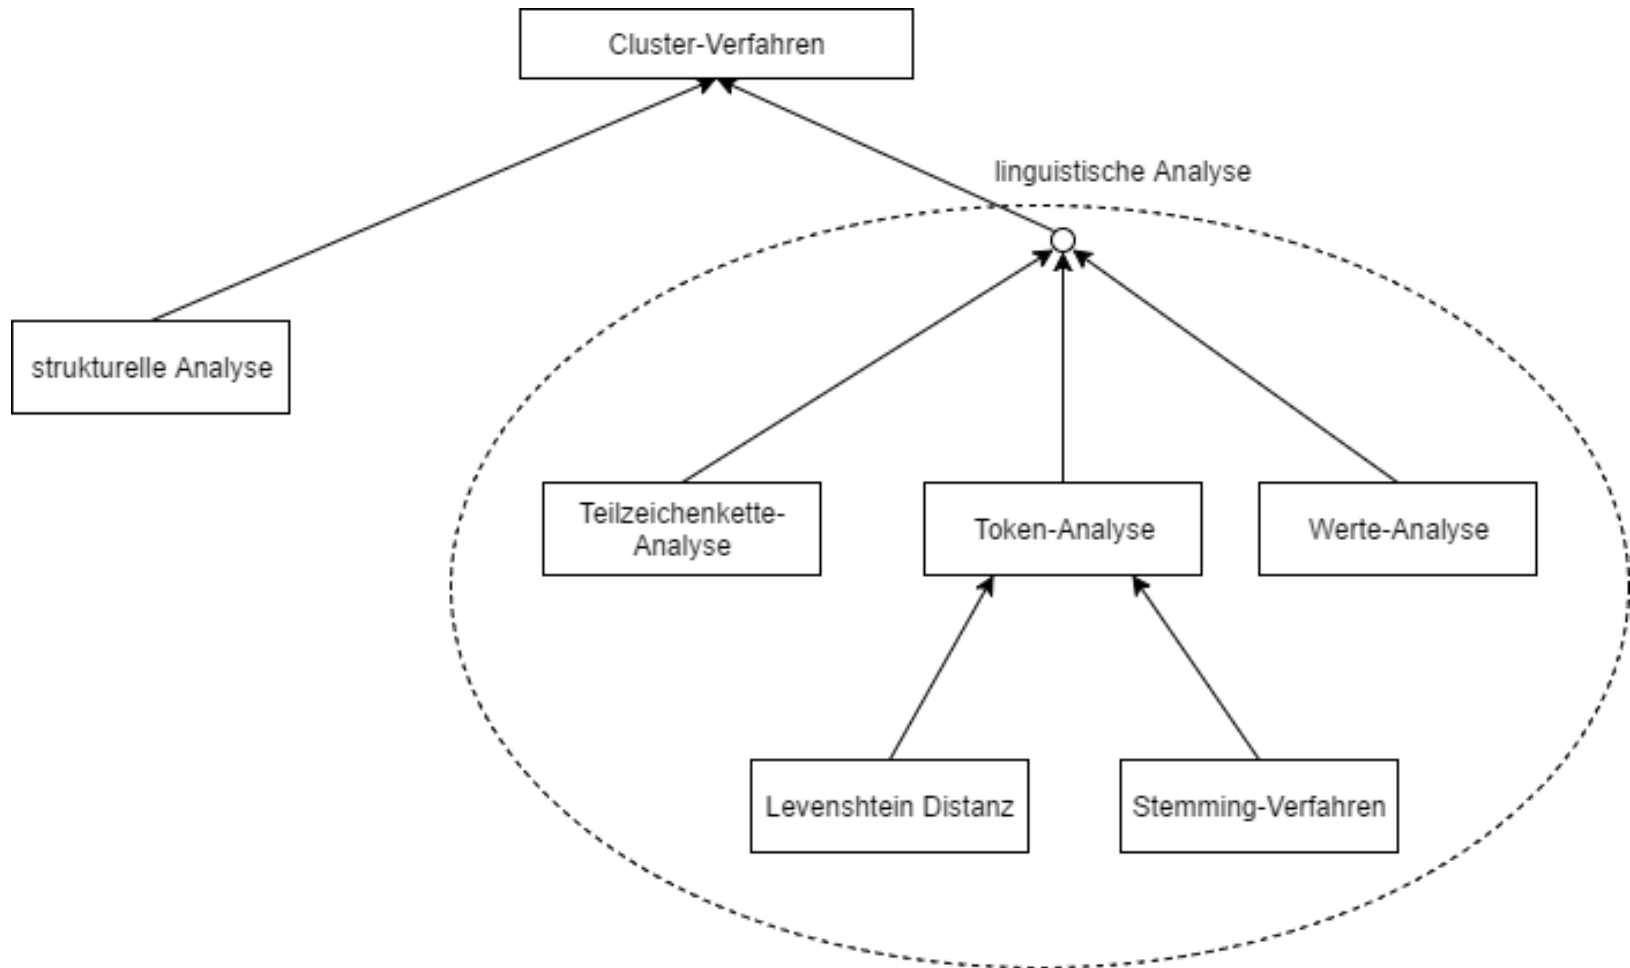 Cluster-Verfahren
linguistische Analyse
strukturelle Analyse
Teilzeichenkette-
Analyse
Token-Analyse
Werte-Analyse
Levenshtein Distanz
Stemming-Verfahren